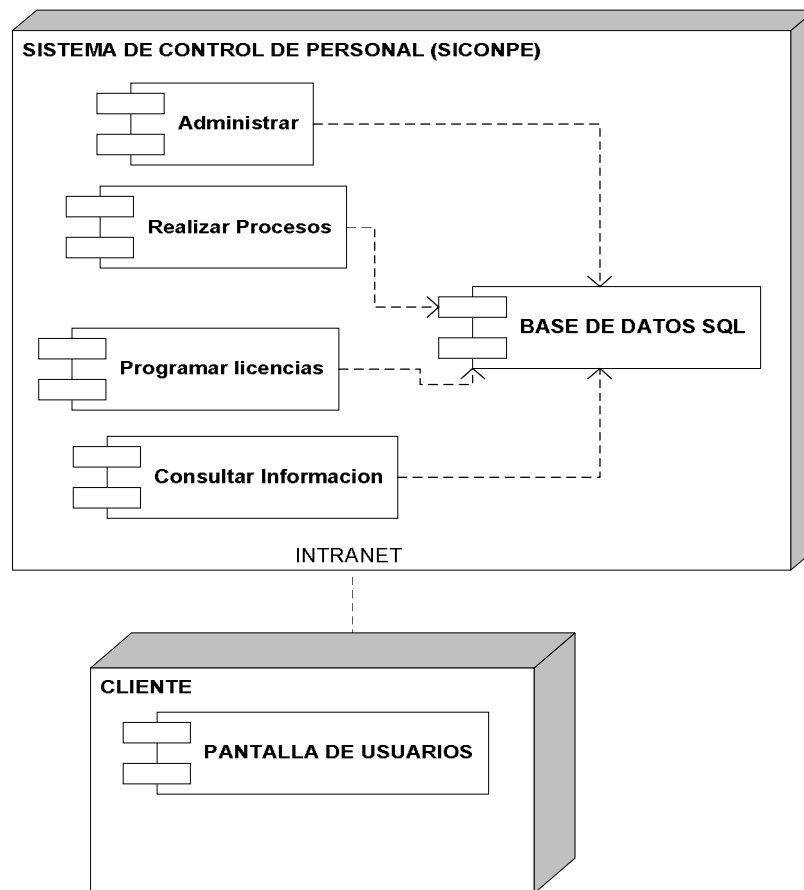 SISTEMA DE CONTROL DE PERSONAL (SICONPE)
Administrar
Realizar Procesos
BASE DE DATOS SQL
Programar licencias
Consultar Informacion
INTRANET
CLIENTE
PANTALLA DE USUARIOS